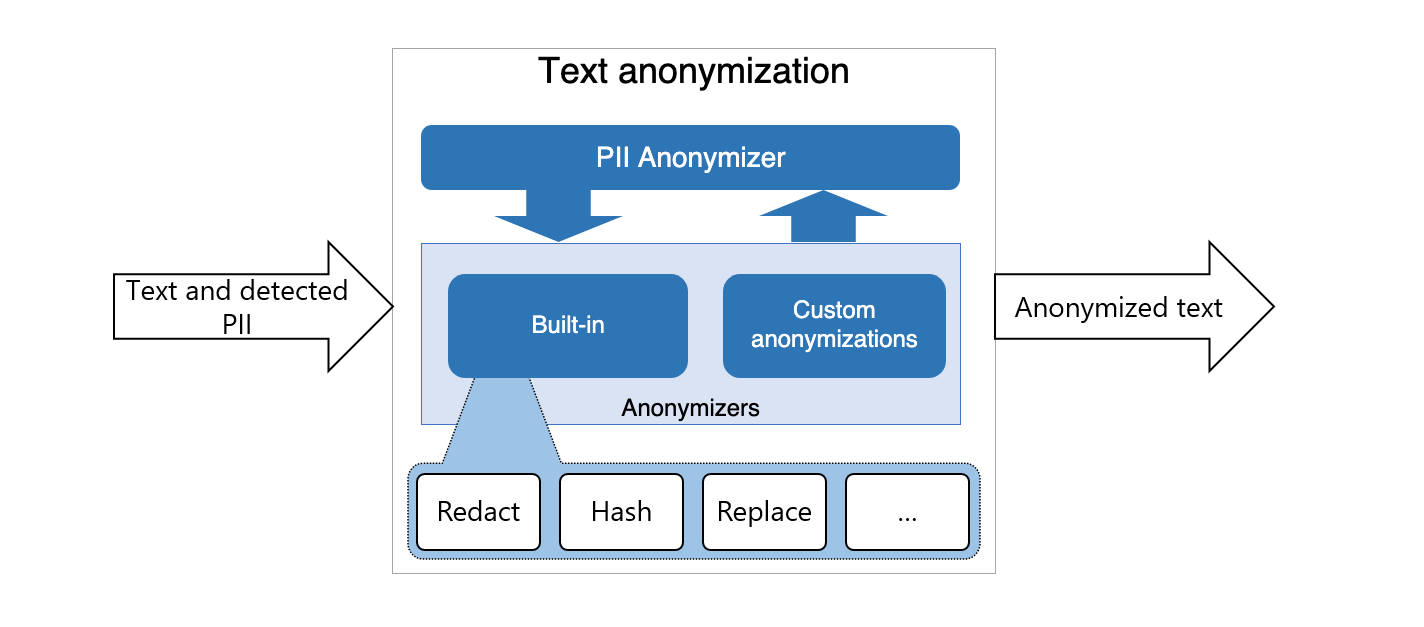 Text anonymization
PII Anonymizer
Text and detected
PII
Built-in
Custom
anonymizations
Anonymizers
Anonymized text
Redact
Hash
Replace
...